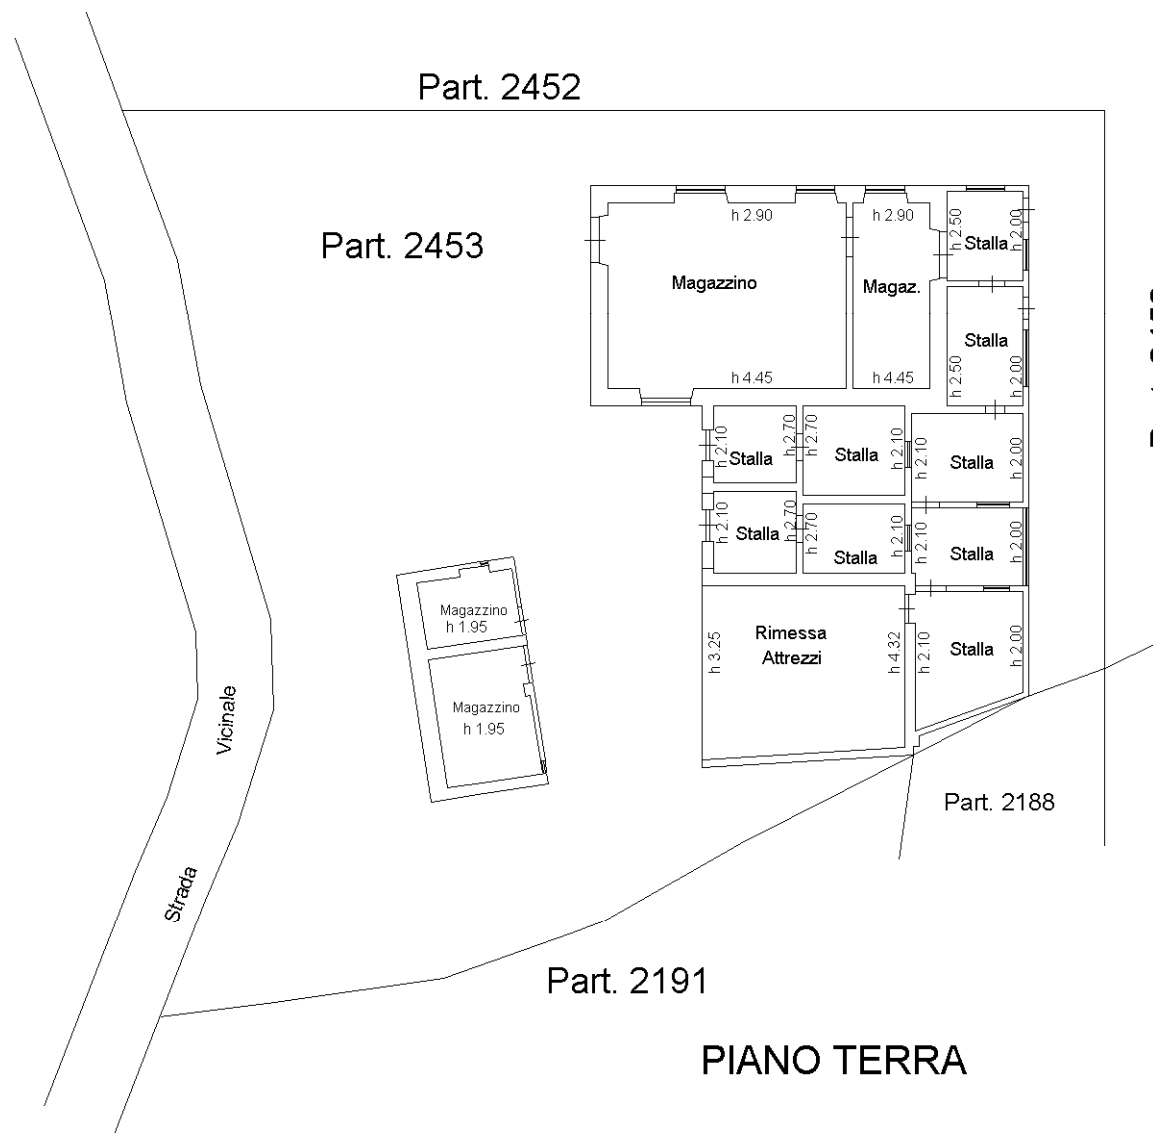 Part. 2452
Part. 2453
h 2.90
h 2.90
h 2.50
Stalla
h 2.00
Magazzino
Magaz.
Stalla
h 2.50
h 2.00
h 4.45
h 4.45
h 2.10
Stalla
h 2.70
h 2.70
Stalla
h 2.10
h 2.10
Stalla
h 2.00
h 2.10
Stalla
h 2.70
h 2.70
Stalla
h 2.10
h 2.10
Stalla
h 2.00
Magazzino
h 1.95
h 3.25
Rimessa
Attrezzi
h 4.32
h 2.10
Stalla
h 2.00
Magazzino
h 1.95
Vicinale
Strada
Part. 2188
Part. 2191
PIANO TERRA